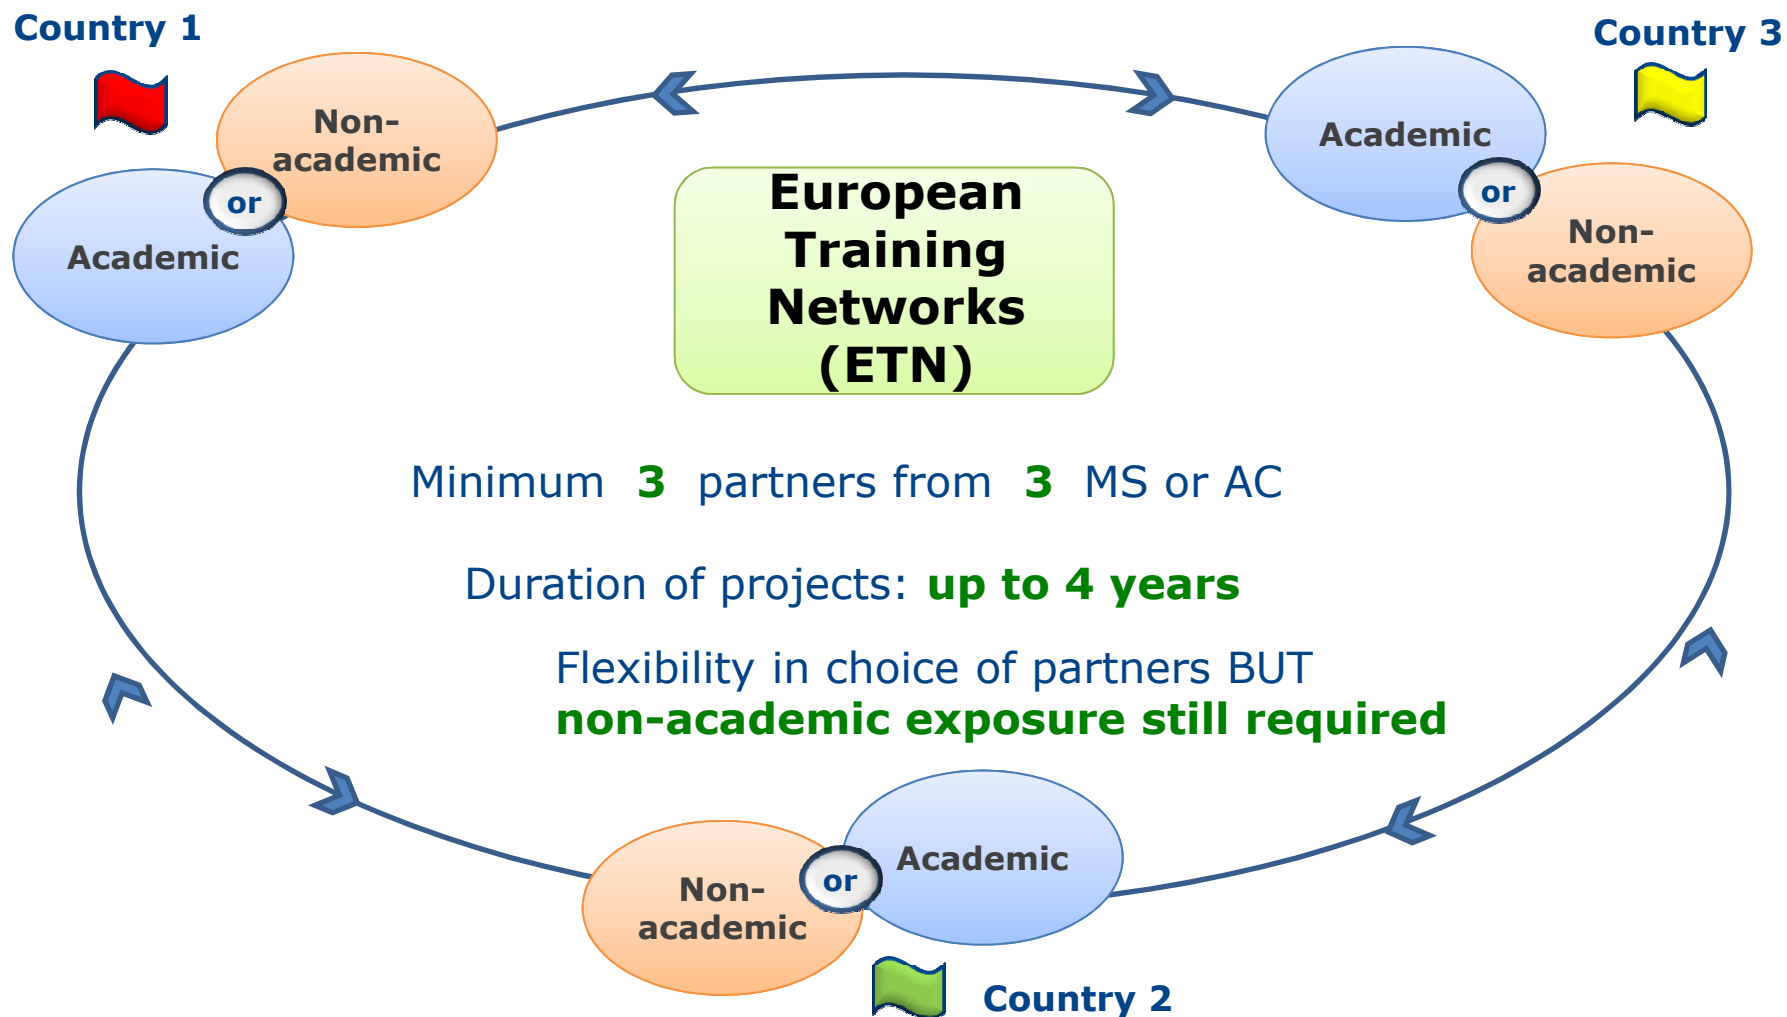 Country 1
Non-
academic
or
Academic
Country 3
Academic
or
Non-
academic
European
Training
Networks
(ETN)
Minimum 3 partners from 3 MS or AC
Duration of projects: up to 4 years
Flexibility in choice of partners BUT
non-academic exposure still required
Non-
academic
or
Academic
Country 2